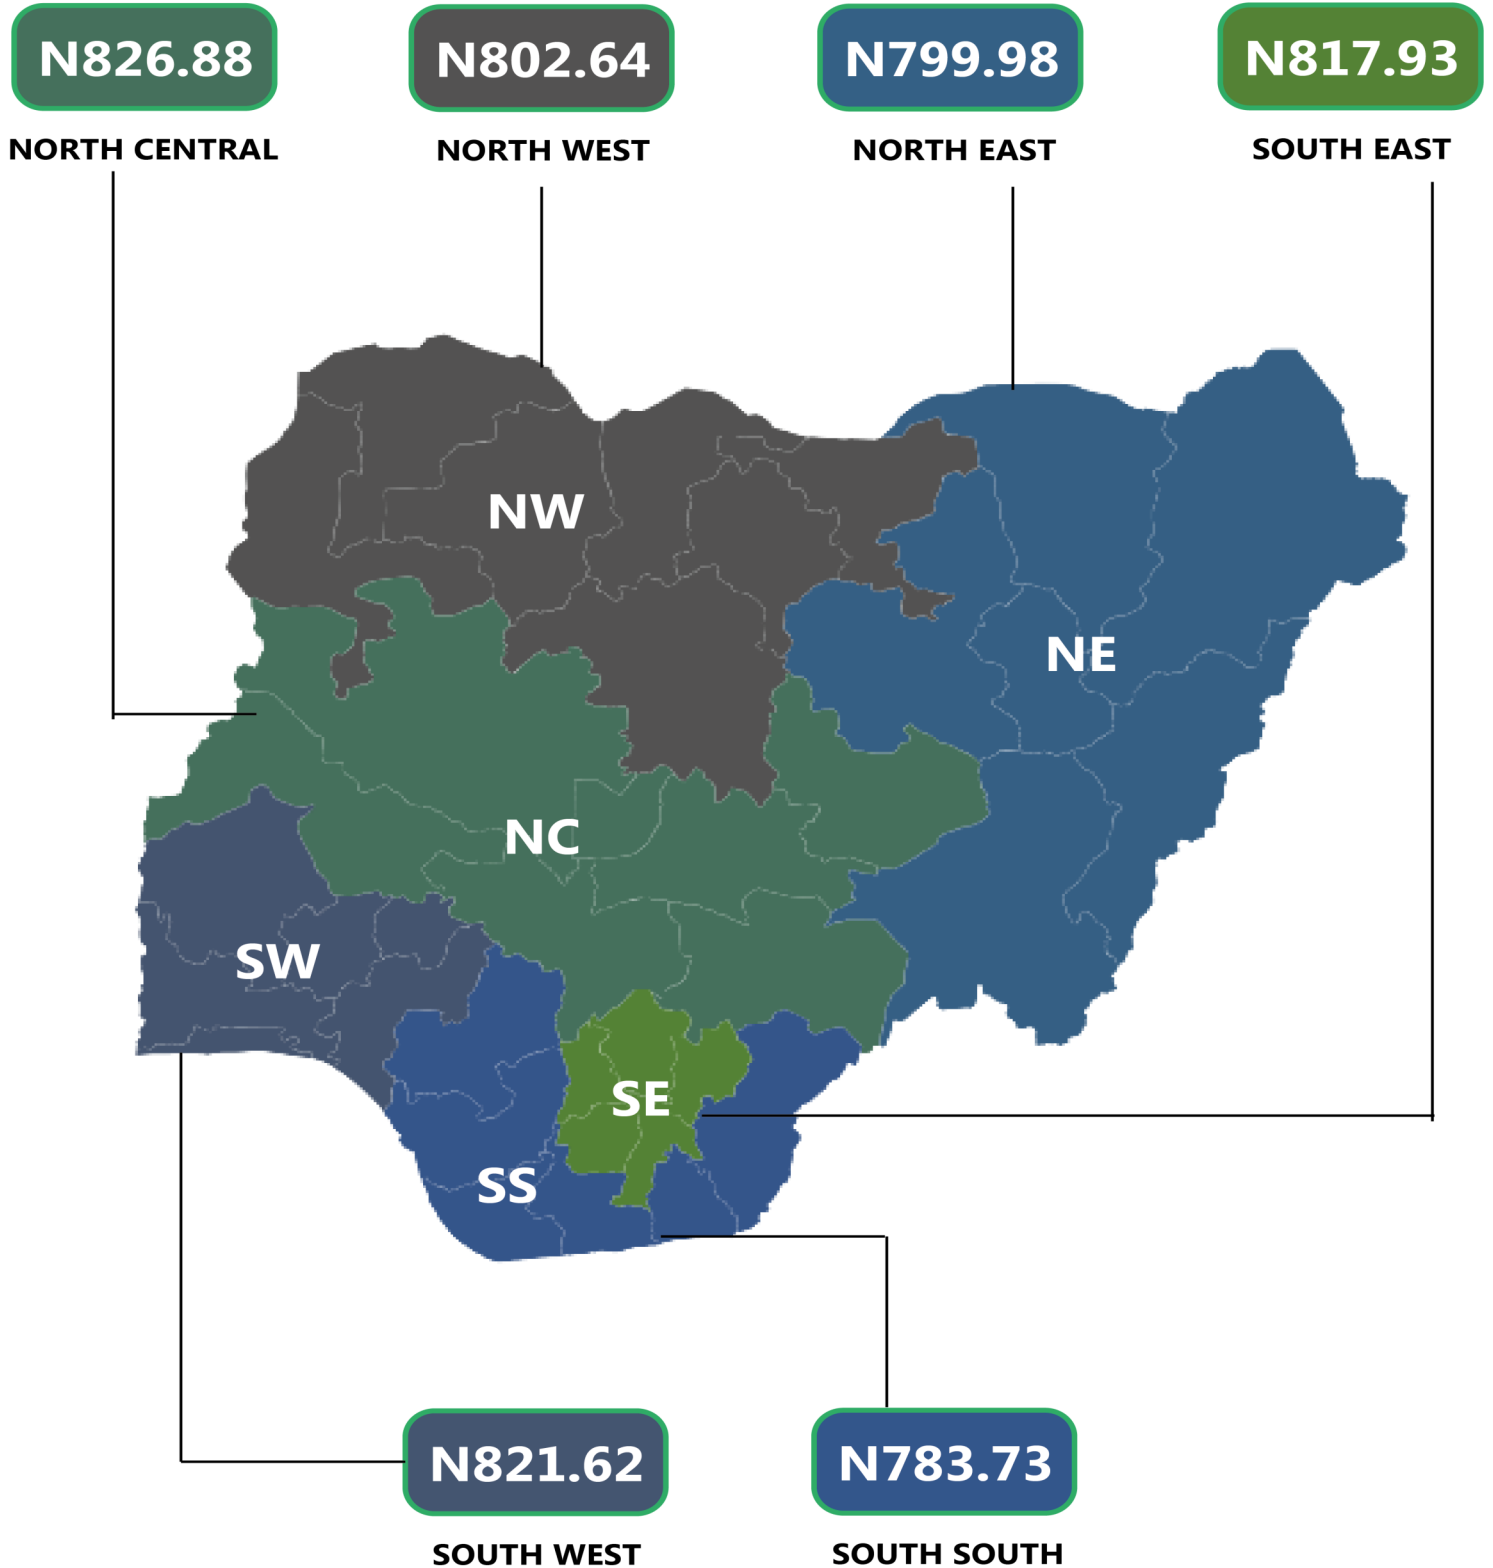 N826.88
N802.64
N799.98
N817.93
NORTH CENTRAL
NORTH WEST
NORTH EAST
SOUTH EAST
NW
NE
NC
SW
SE
SS
N821.62
N783.73
SOUTH WEST
SOUTH SOUTH